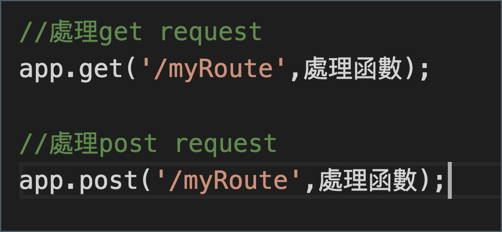 //處理get request
app.get('/myRoute',處理函數);
//處理post request
app.post('/myRoute',處理函數);